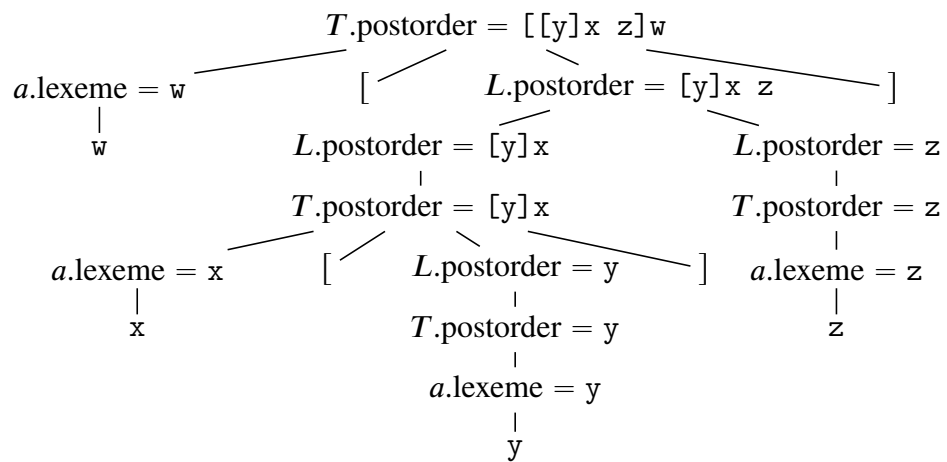 T.postorder = [[y]x z]w
a.lexeme = w [ L.postorder = [y]x z ]
w L.postorder = [y]x L.postorder = z
T.postorder = [y]x T.postorder = z
a.lexeme = x [ L.postorder = y ] a.lexeme = z
x T.postorder = y z
a.lexeme = y
y